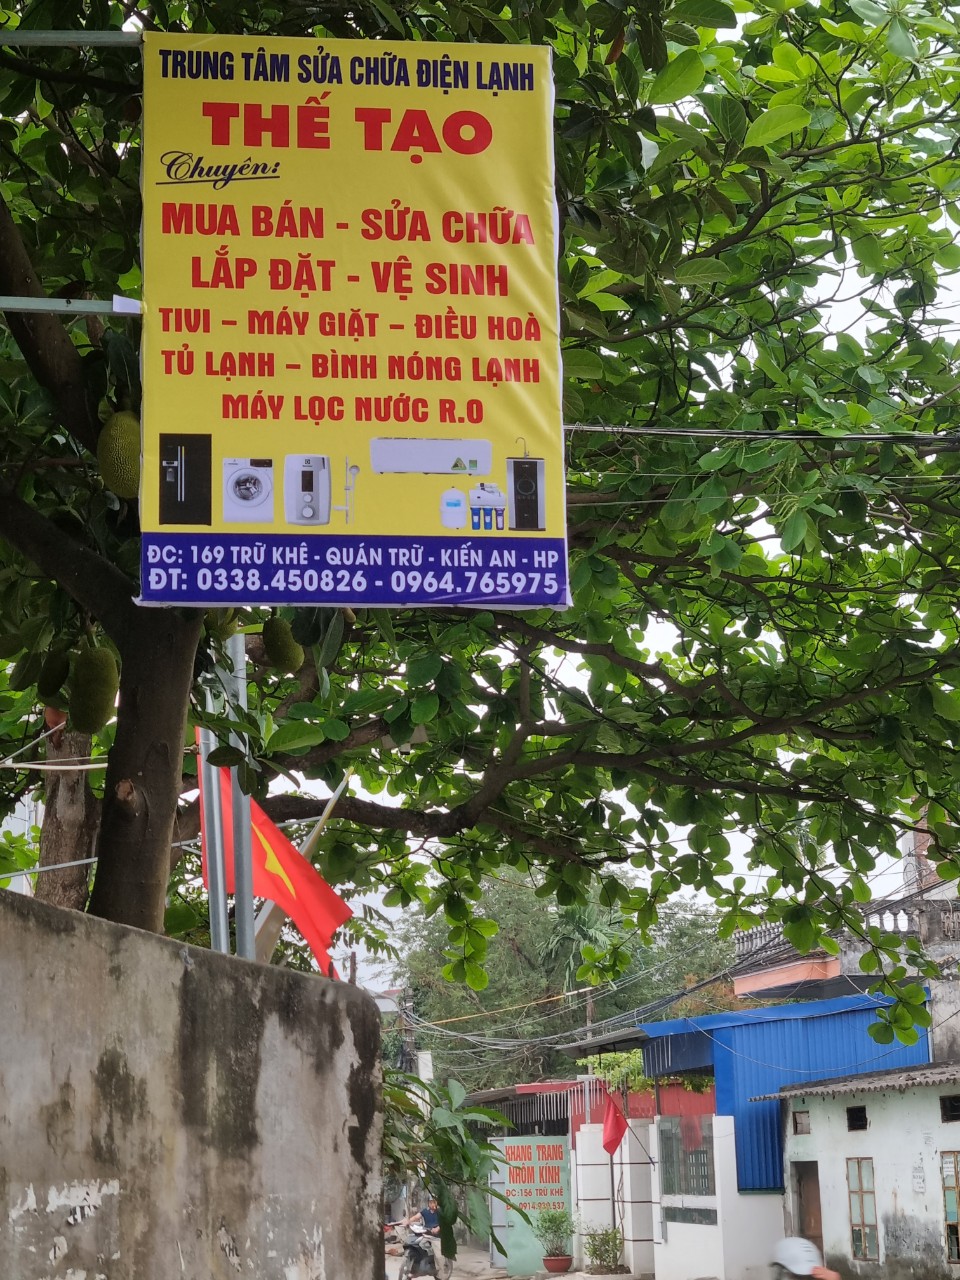 TRUNG TÂM SỬA CHỮA ĐIỆN LẠNH
THẾ TẠO
Chuyên:
MUA BÁN - SỬA CHỮA
LẮP ĐẶT - VỆ SINH
TIVI – MÁY GIẶT – ĐIỀU HOÀ
TỦ LẠNH – BÌNH NÓNG LẠNH
MÁY LỌC NƯỚC R.O
ĐC: 169 TRỮ KHÊ - QUÁN TRỮ - KIẾN AN - HP
ĐT: 0338.450826 - 0964.765975
KHANG TRANG
NHÔM KÍNH
ĐC:156 TRỮ KHÊ